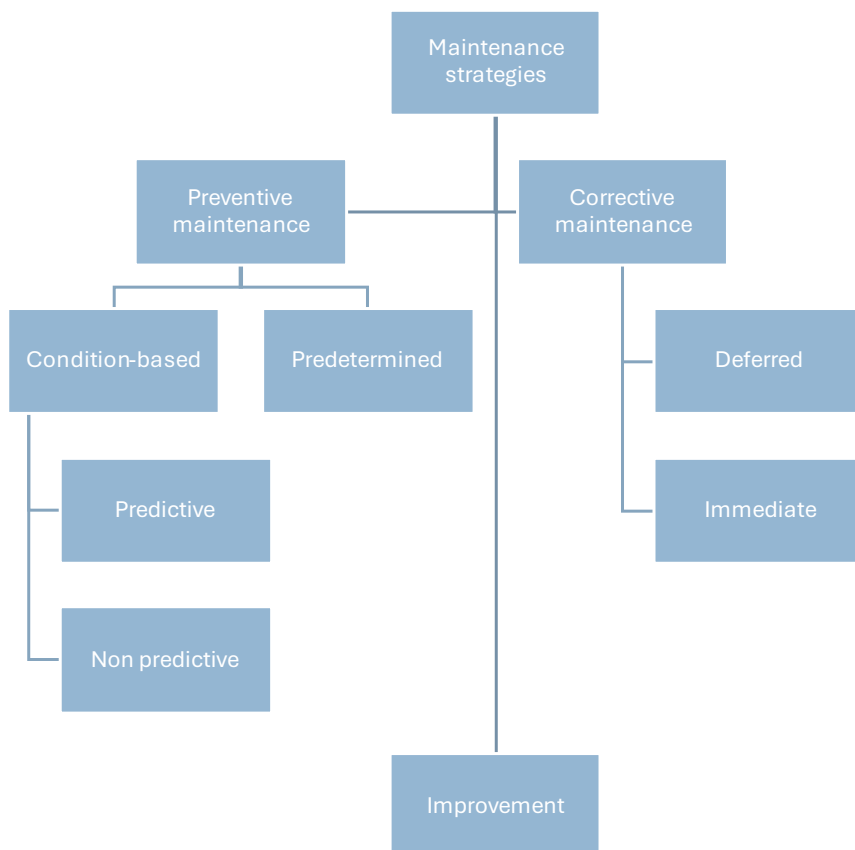 Maintenance
strategies
Preventive
maintenance
Corrective
maintenance
Condition-based
Predetermined
Deferred
Predictive
Immediate
Non predictive
Improvement